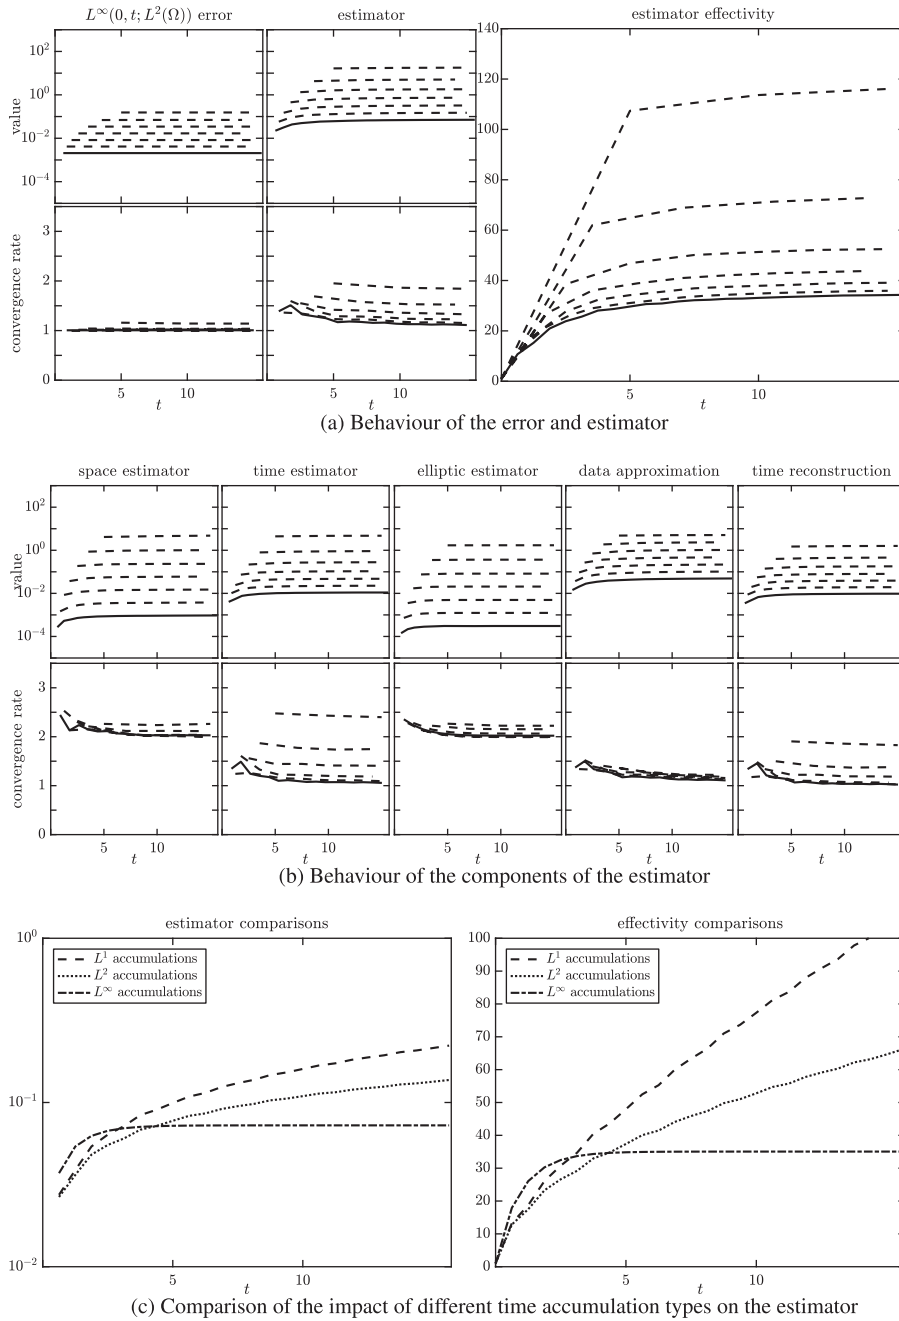 L∞(0, t; L²(Ω)) error
estimator
estimator effectivity
value
10²
10⁰
10⁻²
10⁻⁴
convergence rate
3
2
1
0
5
10
t
5
10
t
140
120
100
80
60
40
20
0
5
10
t
(a) Behaviour of the error and estimator
space estimator
time estimator
elliptic estimator
data approximation
time reconstruction
value
10²
10⁰
10⁻²
10⁻⁴
convergence rate
3
2
1
0
5
10
t
5
10
t
5
10
t
5
10
t
5
10
t
(b) Behaviour of the components of the estimator
estimator comparisons
10⁰
10⁻¹
10⁻²
L¹ accumulations
L² accumulations
L∞ accumulations
5
10
t
effectivity comparisons
100
90
80
70
60
50
40
30
20
10
0
L¹ accumulations
L² accumulations
L∞ accumulations
5
10
t
(c) Comparison of the impact of different time accumulation types on the estimator